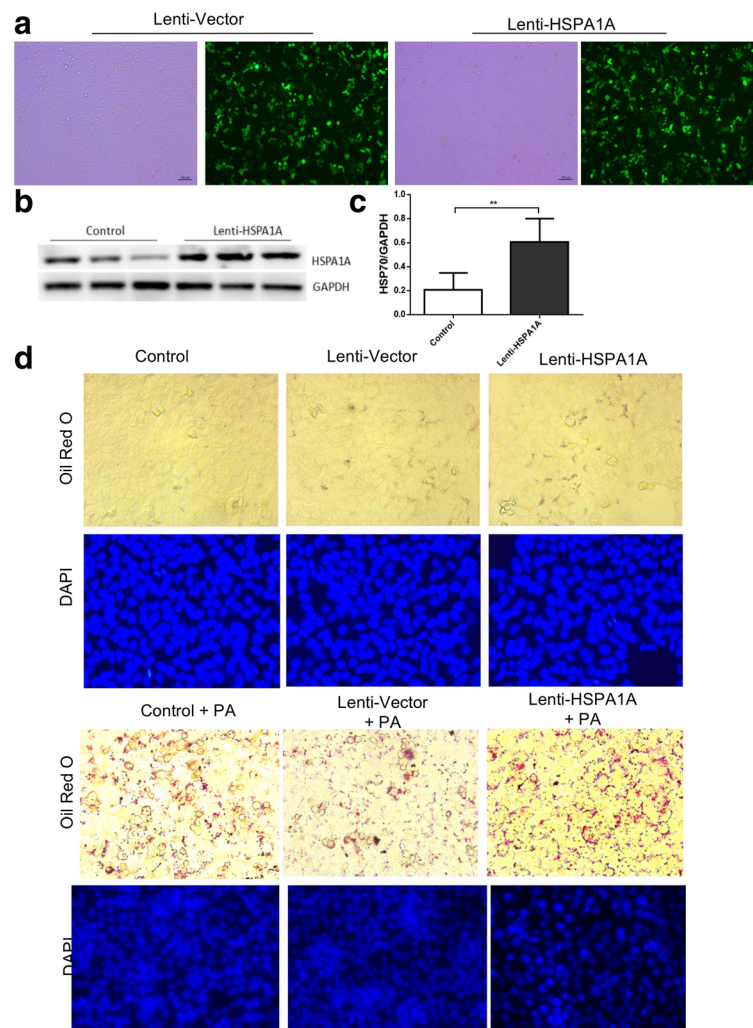 a
Lenti-Vector
Lenti-HSPA1A
b
Control
Lenti-HSPA1A
HSPA1A
GAPDH
c
**
HSP70/GAPDH
1.0
0.8
0.6
0.4
0.2
0.0
Control
Lenti-HSPA1A
d
Control
Lenti-Vector
Lenti-HSPA1A
Oil Red O
DAPI
Control + PA
Lenti-Vector
+ PA
Lenti-HSPA1A
+ PA
Oil Red O
DAPI